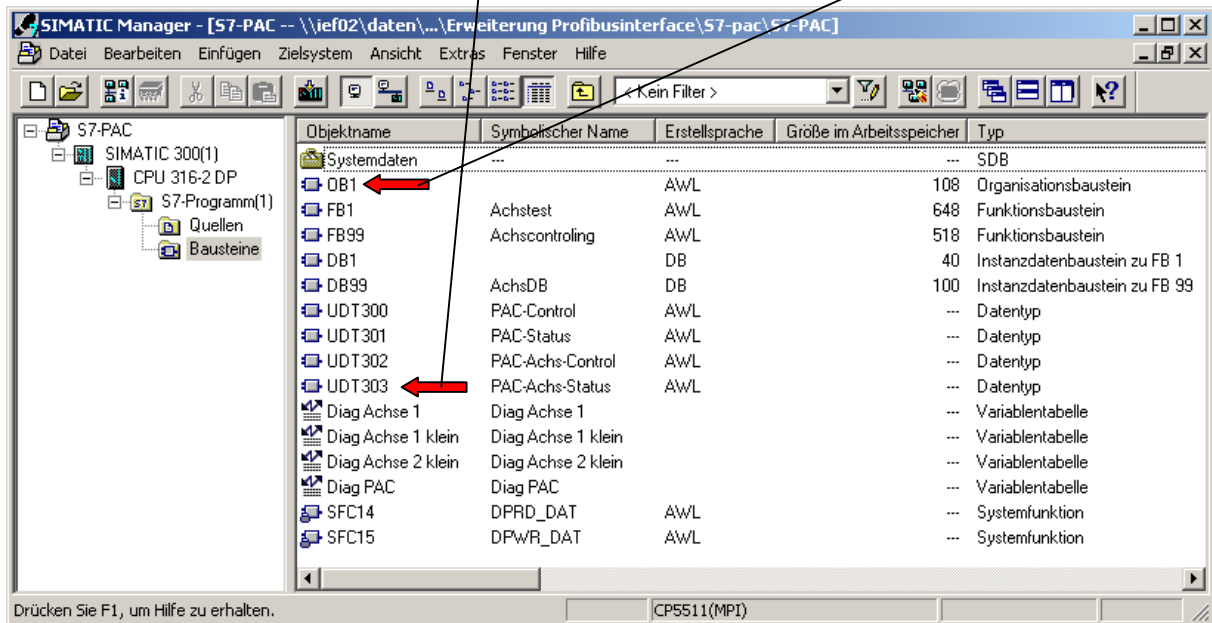 SIMATIC Manager - [S7-PAC -- \\ief02\daten\...\Erweiterung Profibusinterface\S7-pac\S7-PAC]
Datei Bearbeiten Einfügen Zielsystem Ansicht Extras Fenster Hilfe
< Kein Filter >
S7-PAC
SIMATIC 300(1)
CPU 316-2 DP
S7-Programm(1)
Quellen
Bausteine
Objektname Symbolischer Name Erstellsprache Größe im Arbeitsspeicher Typ
Systemdaten --- --- --- SDB
OB1 AWL 108 Organisationsbaustein
FB1 Achstest AWL 648 Funktionsbaustein
FB99 Achscontroling AWL 518 Funktionsbaustein
DB1 DB 40 Instanzdatenbaustein zu FB 1
DB99 AchsDB DB 100 Instanzdatenbaustein zu FB 99
UDT300 PAC-Control AWL --- Datentyp
UDT301 PAC-Status AWL --- Datentyp
UDT302 PAC-Achs-Control AWL --- Datentyp
UDT303 PAC-Achs-Status AWL --- Datentyp
Diag Achse 1 Diag Achse 1 --- Variablentabelle
Diag Achse 1 klein Diag Achse 1 klein --- Variablentabelle
Diag Achse 2 klein Diag Achse 2 klein --- Variablentabelle
Diag PAC Diag PAC --- Variablentabelle
SFC14 DPRD_DAT AWL --- Systemfunktion
SFC15 DPWR_DAT AWL --- Systemfunktion
Drücken Sie F1, um Hilfe zu erhalten. CP5511(MPI)